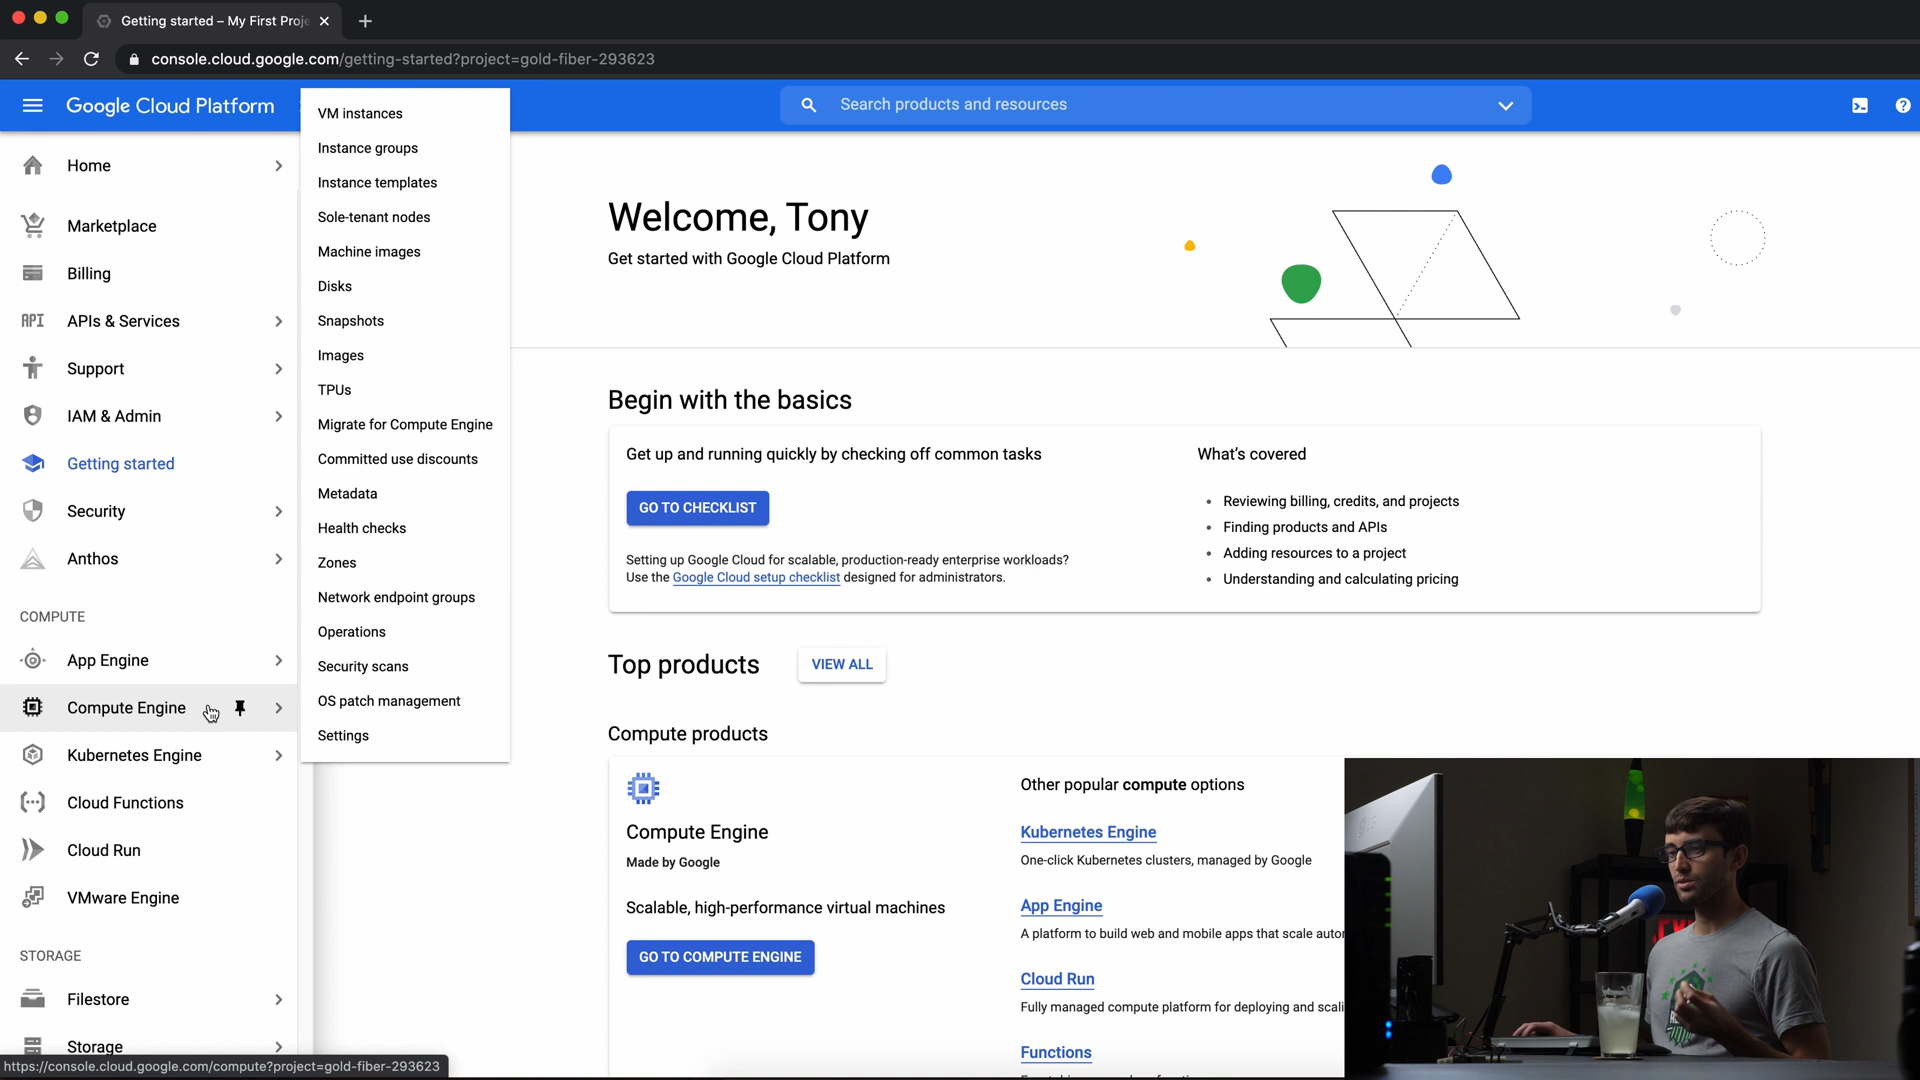 Getting started – My First Proje
console.cloud.google.com/getting-started?project=gold-fiber-293623
Google Cloud Platform
Search products and resources
Home
Marketplace
Billing
API
APIs & Services
Support
IAM & Admin
Getting started
Security
Anthos
COMPUTE
App Engine
Compute Engine
Kubernetes Engine
Cloud Functions
Cloud Run
VMware Engine
STORAGE
Filestore
Storage
https://console.cloud.google.com/compute?project=gold-fiber-293623
VM instances
Instance groups
Instance templates
Sole-tenant nodes
Machine images
Disks
Snapshots
Images
TPUs
Migrate for Compute Engine
Committed use discounts
Metadata
Health checks
Zones
Network endpoint groups
Operations
Security scans
OS patch management
Settings
Welcome, Tony
Get started with Google Cloud Platform
Begin with the basics
Get up and running quickly by checking off common tasks
GO TO CHECKLIST
Setting up Google Cloud for scalable, production-ready enterprise workloads?
Use the Google Cloud setup checklist designed for administrators.
What's covered
• Reviewing billing, credits, and projects
• Finding products and APIs
• Adding resources to a project
• Understanding and calculating pricing
Top products
VIEW ALL
Compute products
Compute Engine
Made by Google
Scalable, high-performance virtual machines
GO TO COMPUTE ENGINE
Other popular compute options
Kubernetes Engine
One-click Kubernetes clusters, managed by Google
App Engine
A platform to build web and mobile apps that scale autor
Cloud Run
Fully managed compute platform for deploying and scali
Functions